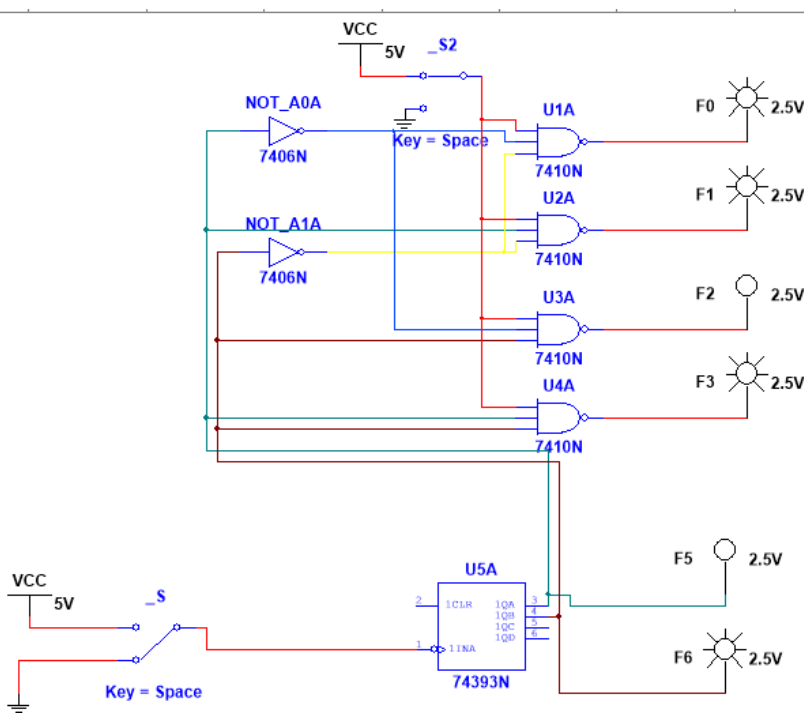 VCC
5V
_S2
NOT_A0A
7406N
Key = Space
U1A
7410N
F0
2.5V
U2A
7410N
F1
2.5V
NOT_A1A
7406N
U3A
7410N
F2
2.5V
U4A
7410N
F3
2.5V
VCC
5V
_S
Key = Space
U5A
2 1CLR 1QA 3
1QB 4
1QC 5
1QD 6
1 1INA
74393N
F5
2.5V
F6
2.5V